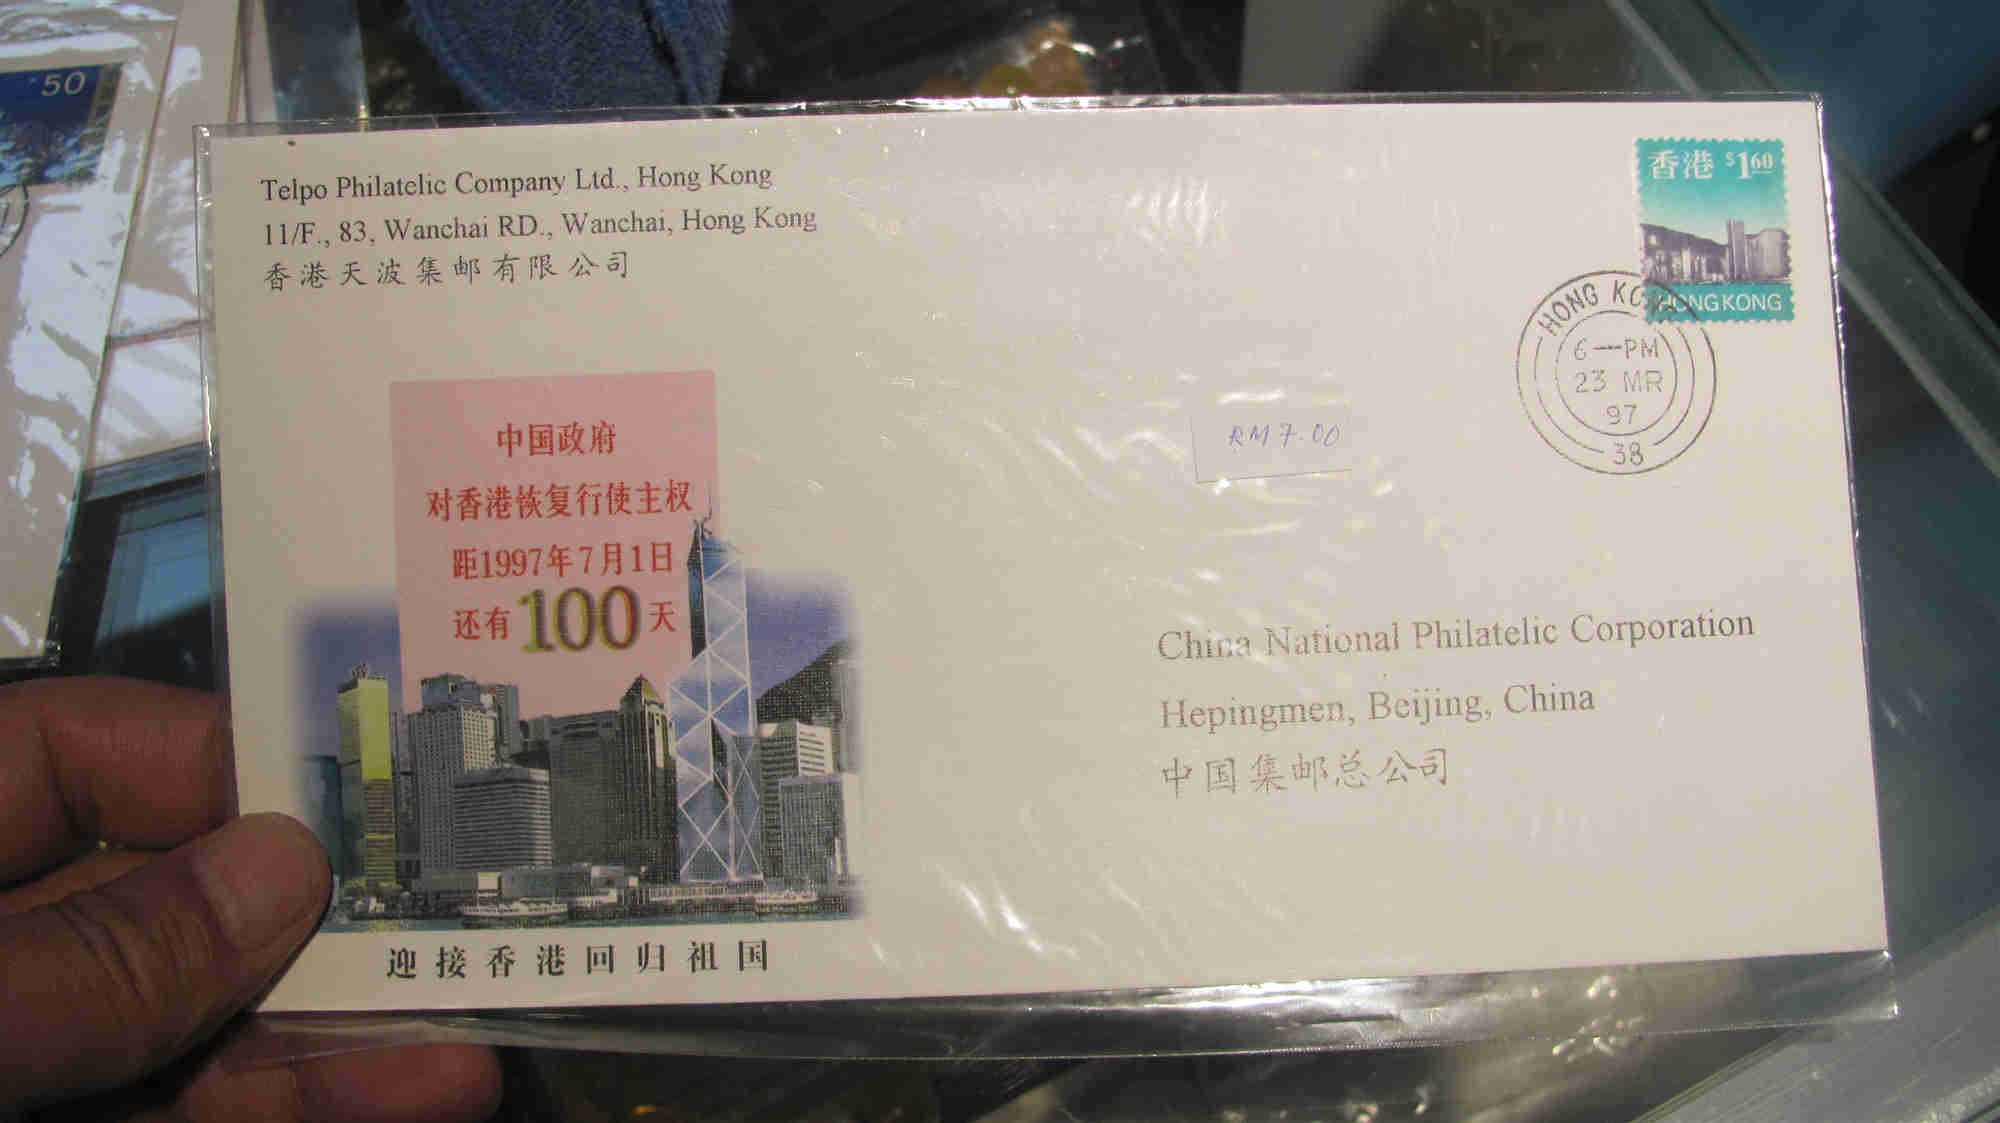 50
Telpo Philatelic Company Ltd., Hong Kong
11/F., 83, Wanchai RD., Wanchai, Hong Kong
香港天波集邮有限公司
香港 $1.60
HONG KONG
HONG KONG
6—PM
23 MR
97
38
RM 7.00
中国政府
对香港恢复行使主权
距1997年7月1日
还有100天
迎接香港回归祖国
China National Philatelic Corporation
Hepingmen, Beijing, China
中国集邮总公司